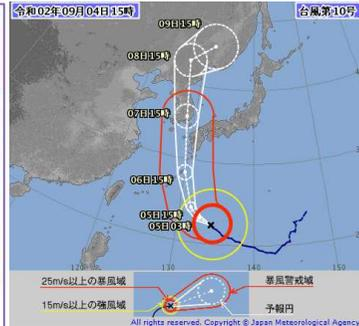 令和02年09月04日15時
台風第10号
09日15時
08日15時
07日15時
06日15時
05日15時
05日03時
120
130
140
150
40
30
20
25m/s以上の暴風域
暴風警戒域
15m/s以上の強風域
予報円
All rights reserved. Copyright © Japan Meteorological Agency